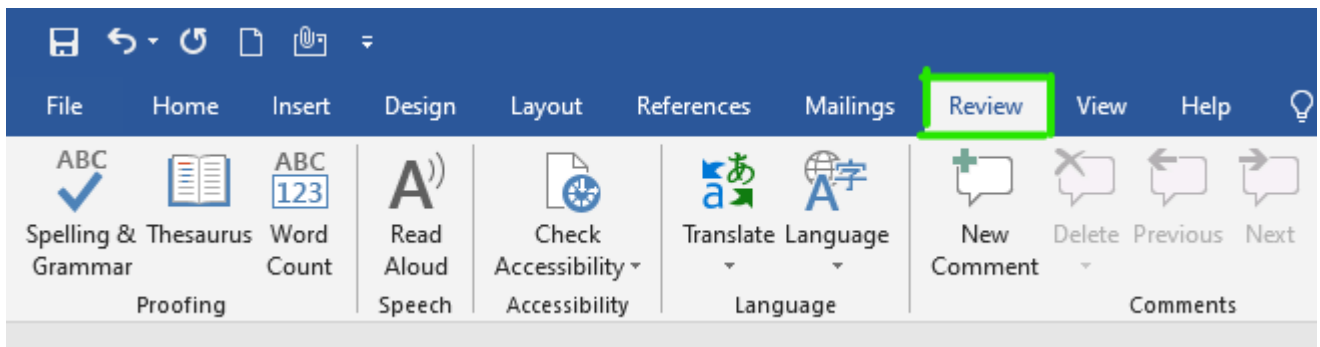 File Home Insert Design Layout References Mailings Review View Help
ABC ABC
123
Spelling & Thesaurus Word Read Check Translate Language New Delete Previous Next
Grammar Count Aloud Accessibility Comment
Proofing Speech Accessibility Language Comments